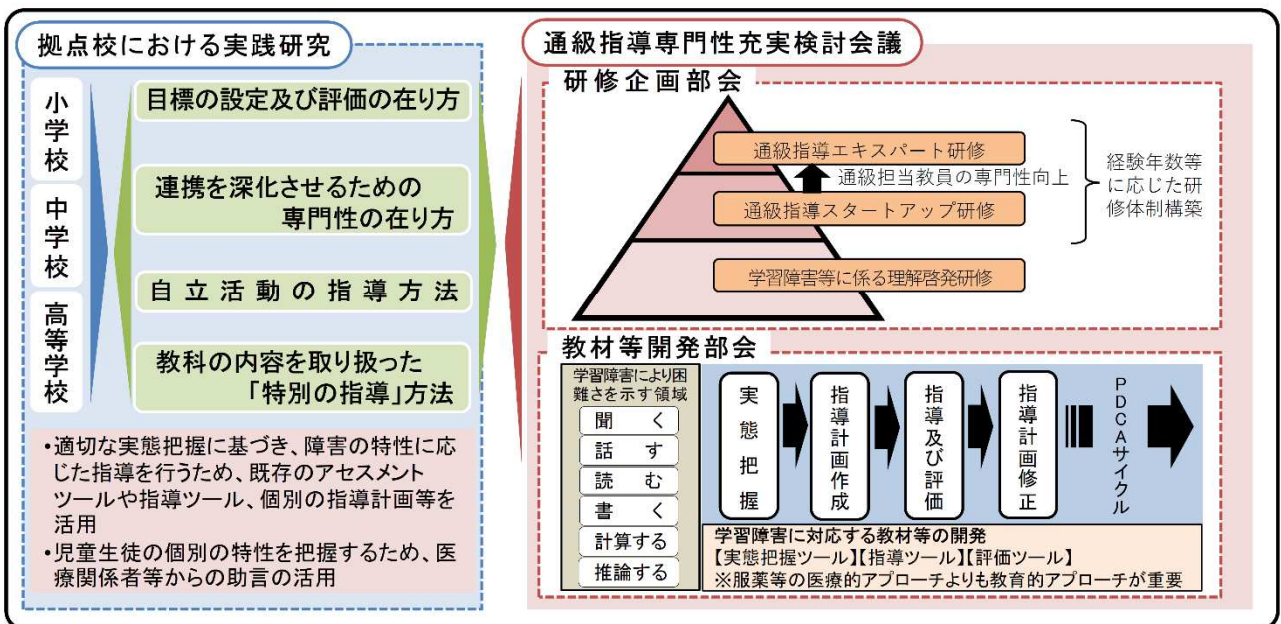 拠点校における実践研究
小学校
中学校
高等学校
目標の設定及び評価の在り方
連携を深化させるための
専門性の在り方
自立活動の指導方法
教科の内容を取り扱った
「特別の指導」方法
・適切な実態把握に基づき、障害の特性に応
じた指導を行うため、既存のアセスメント
ツールや指導ツール、個別の指導計画等を
活用
・児童生徒の個別の特性を把握するため、医
療関係者等からの助言の活用
通級指導専門性充実検討会議
研修企画部会
通級指導エキスパート研修
通級担当教員の専門性向上
通級指導スタートアップ研修
学習障害等に係る理解啓発研修
経験年数等
に応じた研
修体制構築
教材等開発部会
学習障害により困
難さを示す領域
聞く
話す
読む
書く
計算する
推論する
実態把握
指導計画作成
指導及び評価
指導計画修正
PDCAサイクル
学習障害に対応する教材等の開発
【実態把握ツール】【指導ツール】【評価ツール】
※服薬等の医療的アプローチよりも教育的アプローチが重要